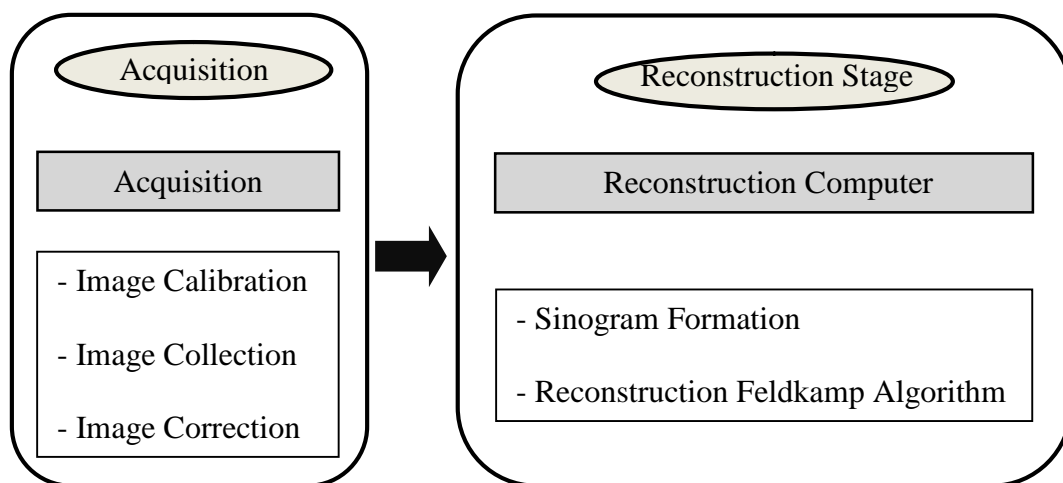 Acquisition
Acquisition
- Image Calibration
- Image Collection
- Image Correction
Reconstruction Stage
Reconstruction Computer
- Sinogram Formation
- Reconstruction Feldkamp Algorithm